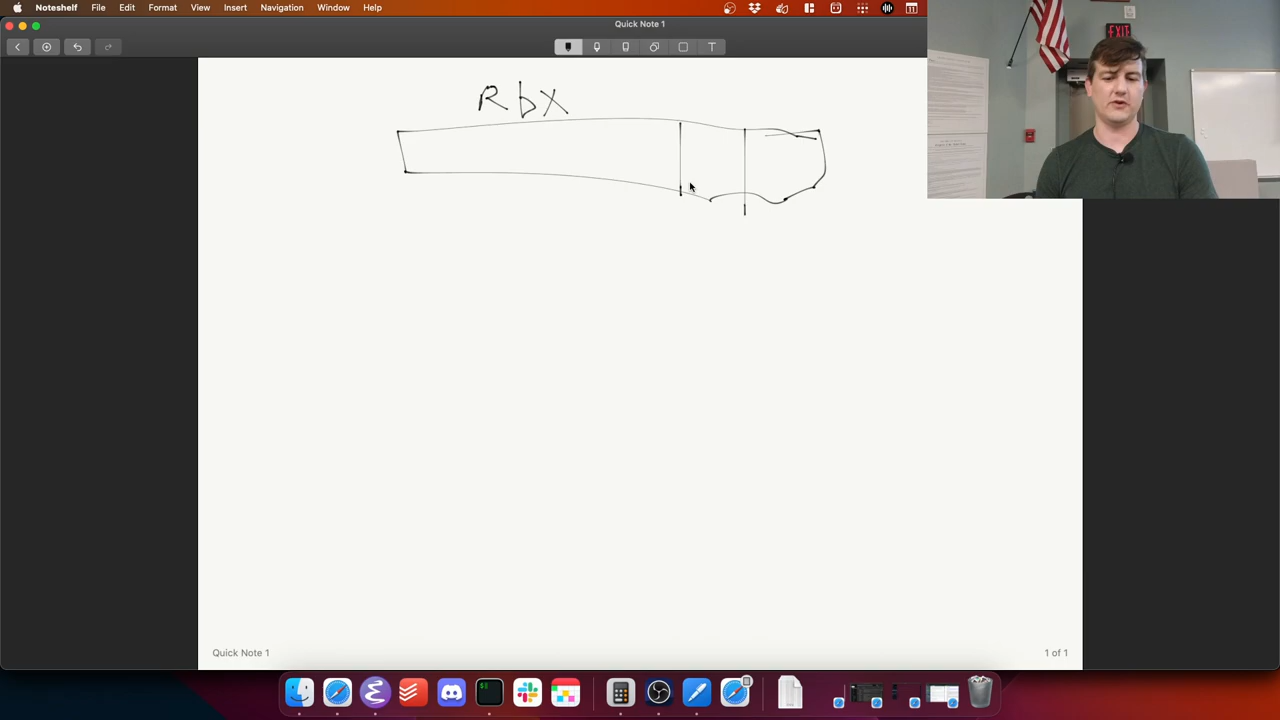 Noteshelf File Edit Format View Insert Navigation Window Help
Quick Note 1
T
EXIT
RbX
Quick Note 1
1 of 1